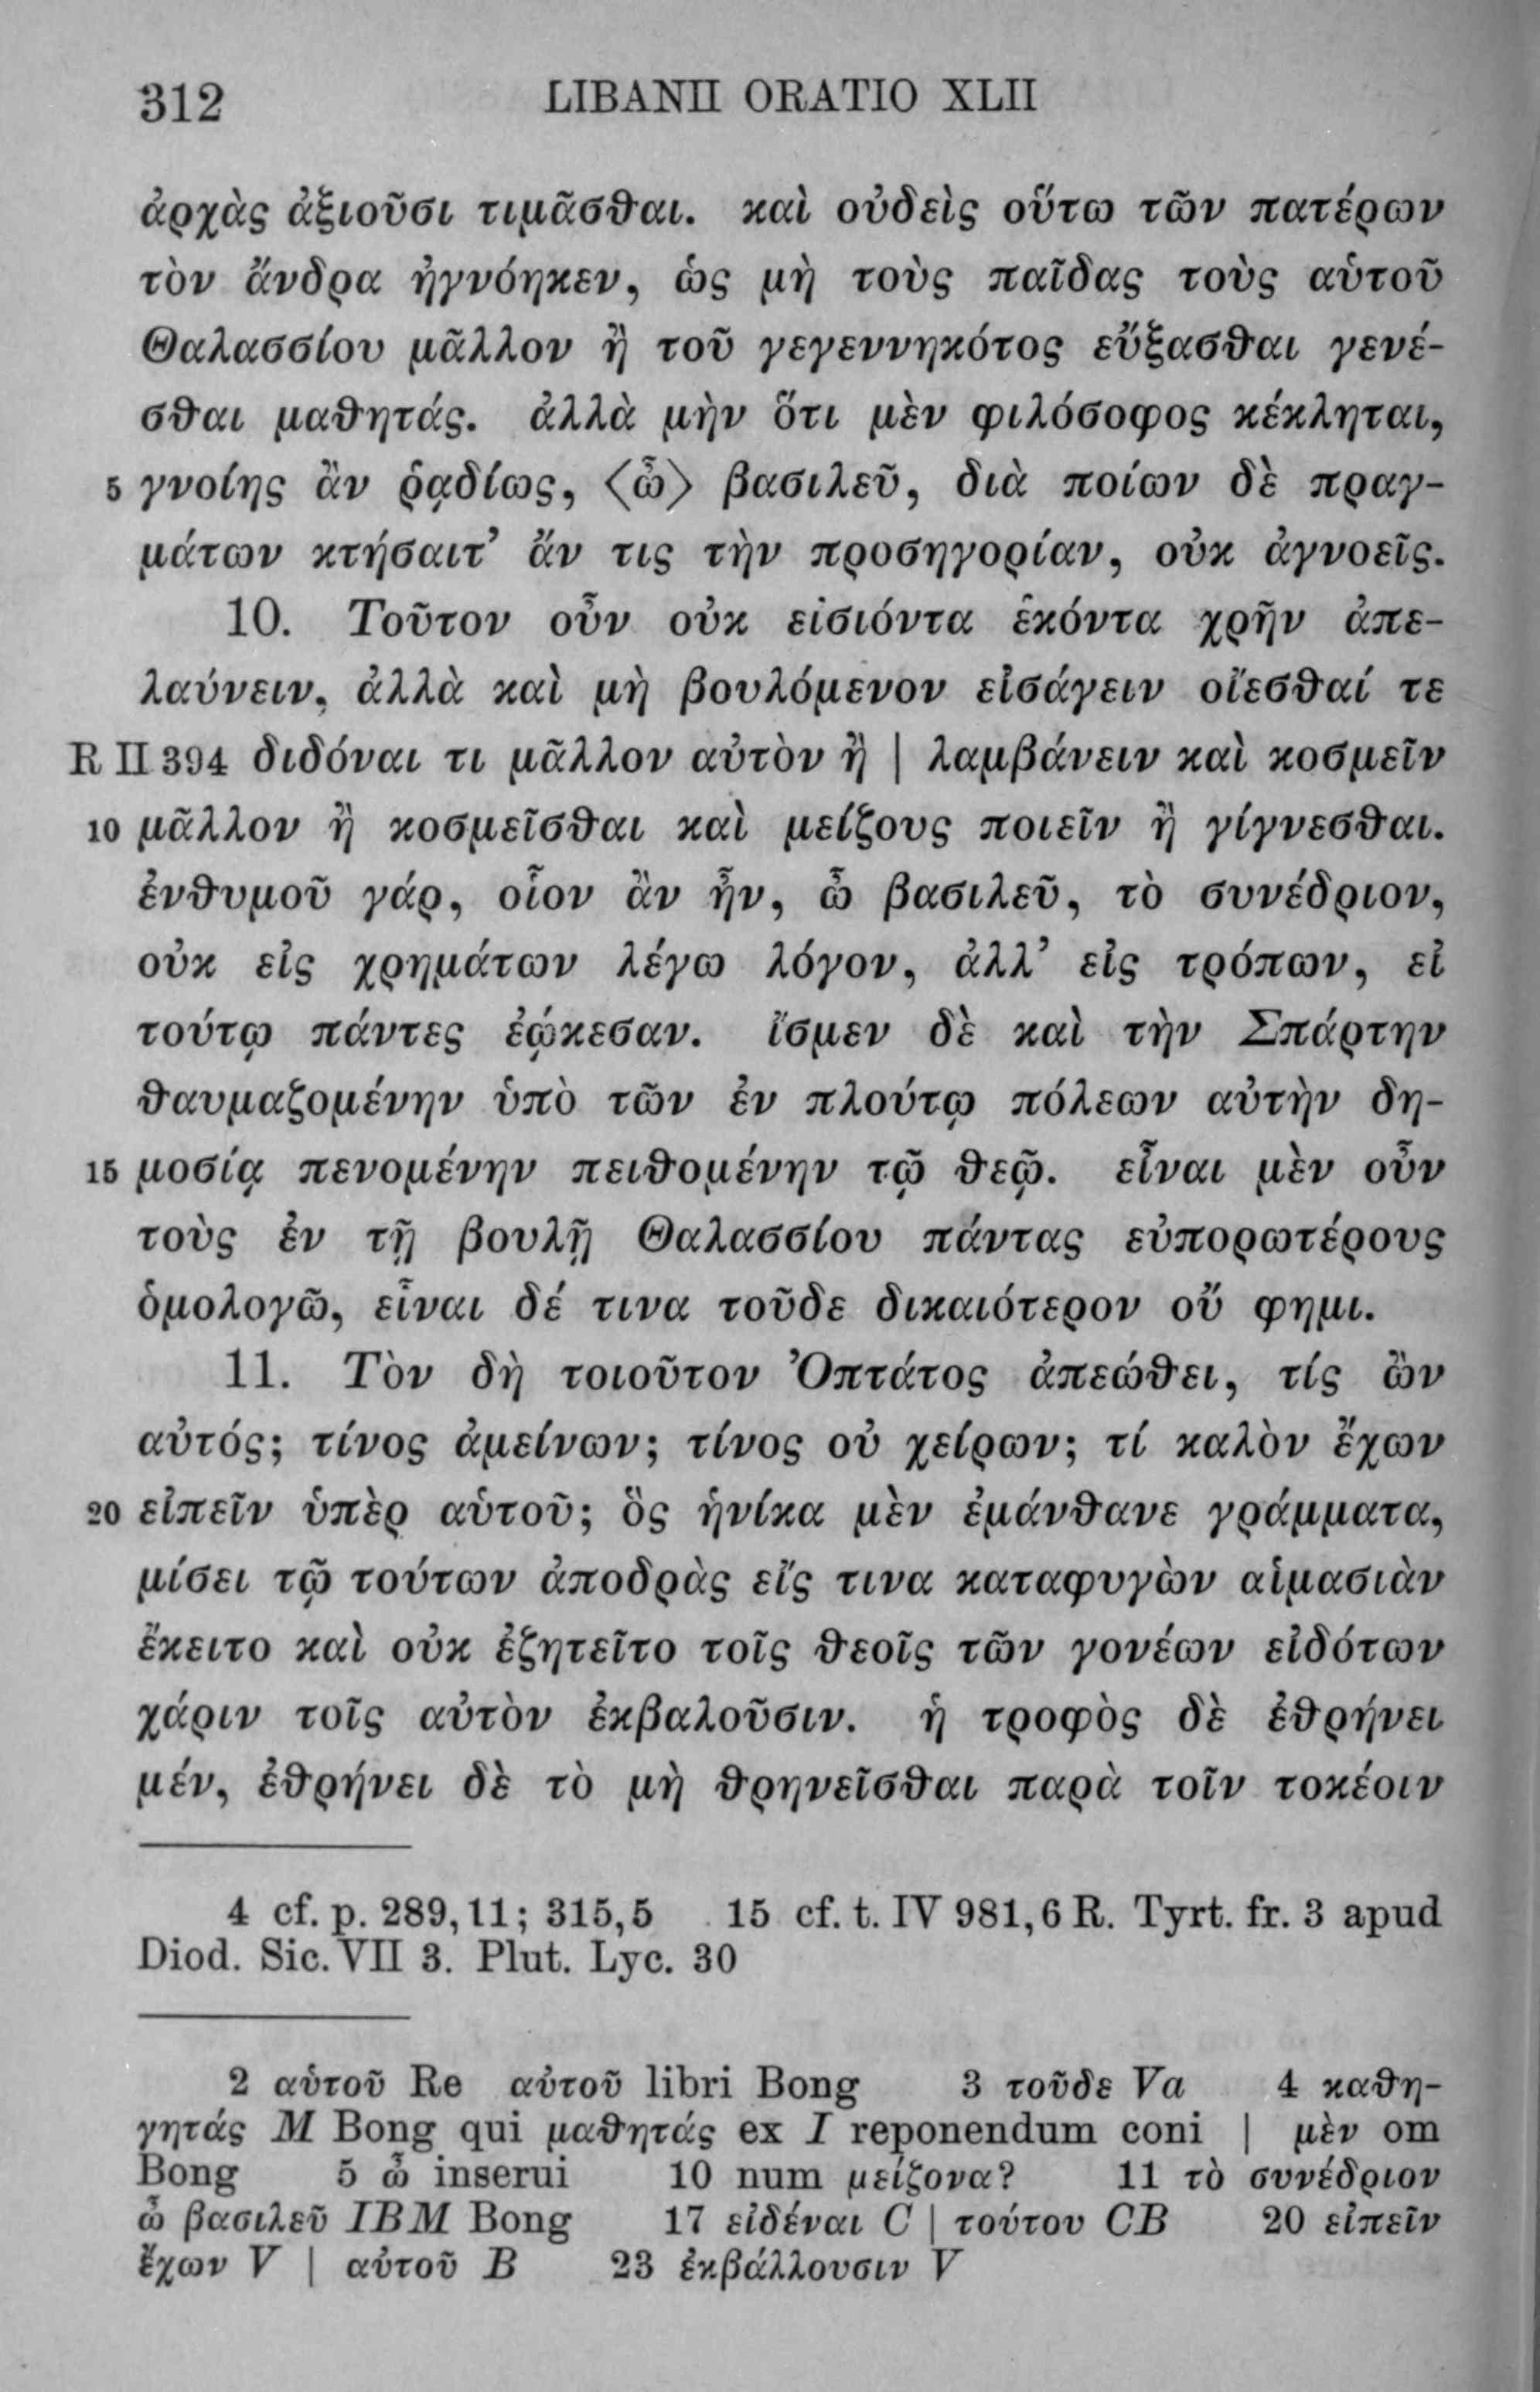 312 LIBANII ORATIO XLII
ἀρχὰς ἀξιοῦσι τιμᾶσθαι. καὶ οὐδεὶς οὕτω τῶν πατέρων
τὸν ἄνδρα ἠγνόηκεν, ὡς μὴ τοὺς παῖδας τοὺς αὑτοῦ
Θαλασσίου μᾶλλον ἢ τοῦ γεγεννηκότος εὔξασθαι γενέ-
σθαι μαθητάς. ἀλλὰ μὴν ὅτι μὲν φιλόσοφος κέκληται,
5 γνοίης ἂν ῥᾳδίως, ⟨ὦ⟩ βασιλεῦ, διὰ ποίων δὲ πραγ-
μάτων κτήσαιτ’ ἄν τις τὴν προσηγορίαν, οὐκ ἀγνοεῖς.
10. Τοῦτον οὖν οὐκ εἰσιόντα ἑκόντα χρῆν ἀπε-
λαύνειν, ἀλλὰ καὶ μὴ βουλόμενον εἰσάγειν οἴεσθαί τε
R II 394 διδόναι τι μᾶλλον αὐτὸν ἢ | λαμβάνειν καὶ κοσμεῖν
10 μᾶλλον ἢ κοσμεῖσθαι καὶ μείζους ποιεῖν ἢ γίγνεσθαι.
ἐνθυμοῦ γάρ, οἷον ἂν ἦν, ὦ βασιλεῦ, τὸ συνέδριον,
οὐκ εἰς χρημάτων λέγω λόγον, ἀλλ’ εἰς τρόπων, εἰ
τούτῳ πάντες ἐῴκεσαν. ἴσμεν δὲ καὶ τὴν Σπάρτην
θαυμαζομένην ὑπὸ τῶν ἐν πλούτῳ πόλεων αὐτὴν δη-
15 μοσίᾳ πενομένην πειθομένην τῷ θεῷ. εἶναι μὲν οὖν
τοὺς ἐν τῇ βουλῇ Θαλασσίου πάντας εὐπορωτέρους
ὁμολογῶ, εἶναι δέ τινα τοῦδε δικαιότερον οὔ φημι.
11. Τὸν δὴ τοιοῦτον Ὀπτάτος ἀπεώθει, τίς ὢν
αὐτός; τίνος ἀμείνων; τίνος οὐ χείρων; τί καλὸν ἔχων
20 εἰπεῖν ὑπὲρ αὑτοῦ; ὃς ἡνίκα μὲν ἐμάνθανε γράμματα,
μίσει τῷ τούτων ἀποδρὰς εἴς τινα καταφυγὼν αἱμασιὰν
ἔκειτο καὶ οὐκ ἐζητεῖτο τοῖς θεοῖς τῶν γονέων εἰδότων
χάριν τοῖς αὐτὸν ἐκβαλοῦσιν. ἡ τροφὸς δὲ ἐθρήνει
μέν, ἐθρήνει δὲ τὸ μὴ θρηνεῖσθαι παρὰ τοῖν τοκέοιν
4 cf. p. 289,11; 315,5 15 cf. t. IV 981,6 R. Tyrt. fr. 3 apud
Diod. Sic. VII 3. Plut. Lyc. 30
2 αὑτοῦ Re αὐτοῦ libri Bong 3 τοῦδε Va 4 καθη-
γητάς M Bong qui μαθητάς ex I reponendum coni | μὲν om
Bong 5 ὦ inserui 10 num μείζονα? 11 τὸ συνέδριον
ὦ βασιλεῦ IBM Bong 17 εἰδέναι C | τούτου CB 20 εἰπεῖν
ἔχων V | αὐτοῦ B 23 ἐκβάλλουσιν V